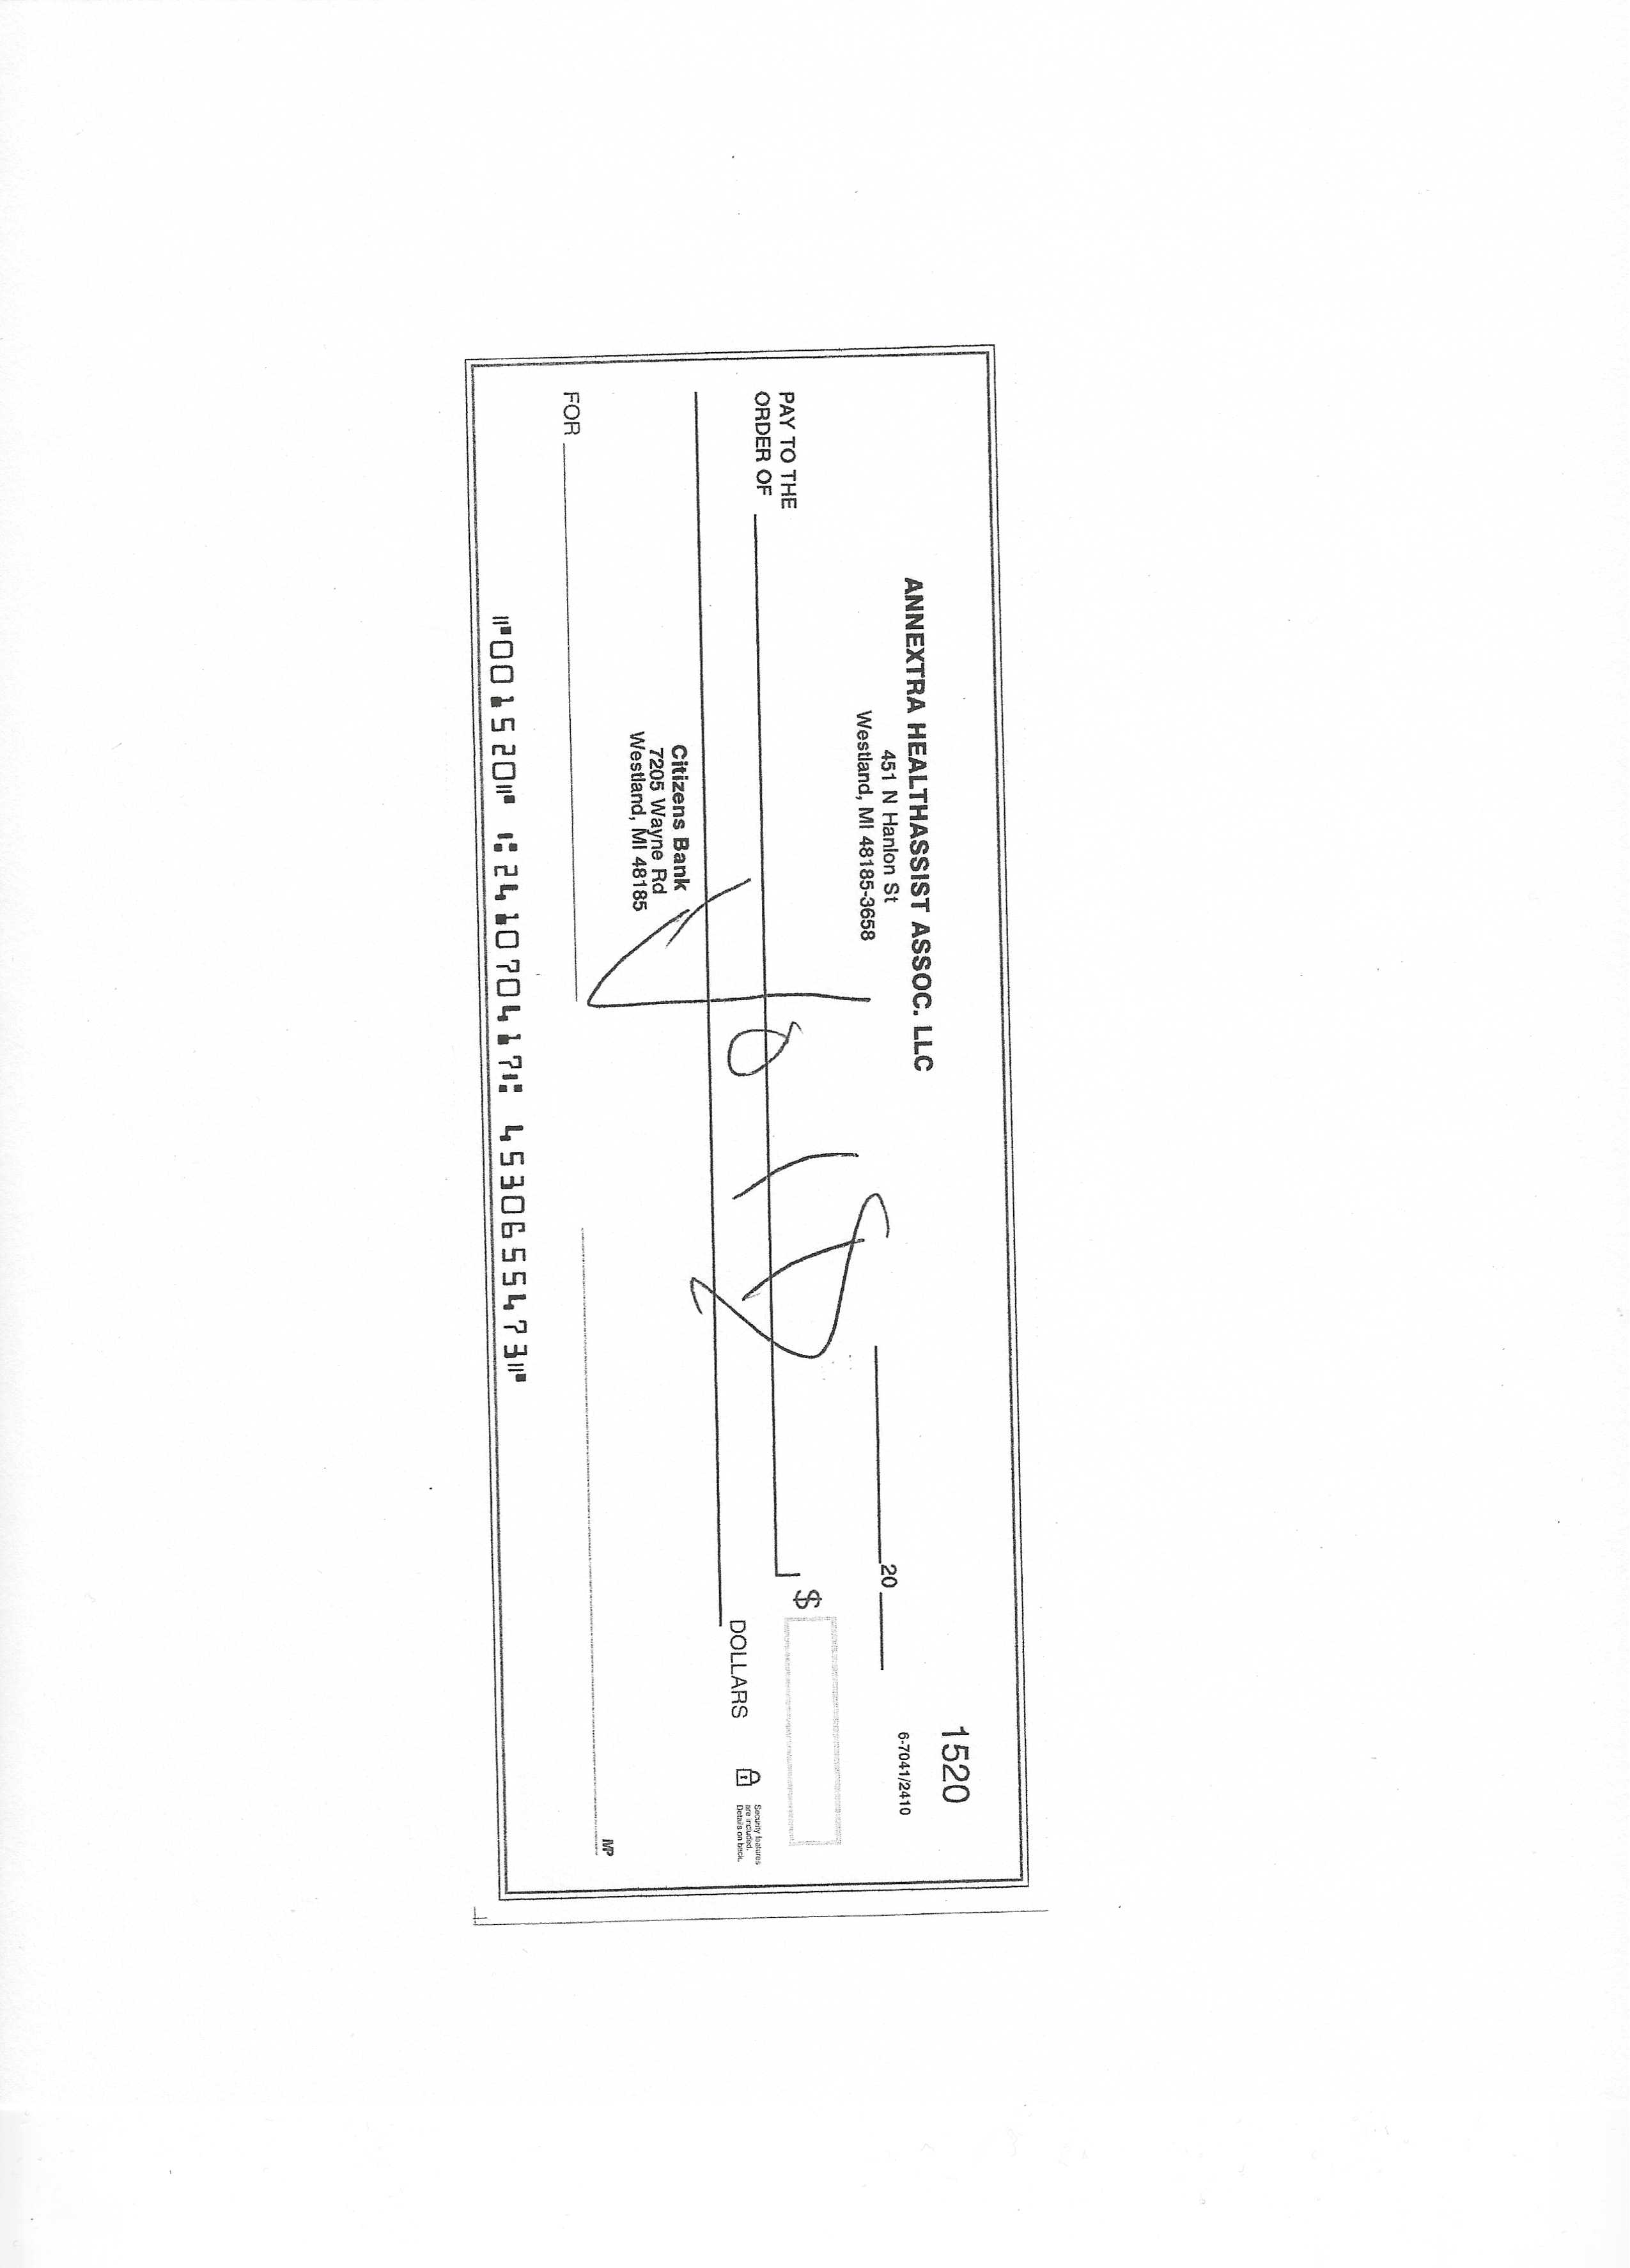 ANNEXTRA HEALTHASSIST ASSOC. LLC
451 N Hanlon St
Westland, MI 48185-3658
1520
6-7041/2410
20
PAY TO THE
ORDER OF
$
DOLLARS
Security features
are included.
Details on back.
Citizens Bank
7205 Wayne Rd
Westland, MI 48185
FOR
MP
⑈001520⑈ ⑆241070417⑆ 4530655473⑈